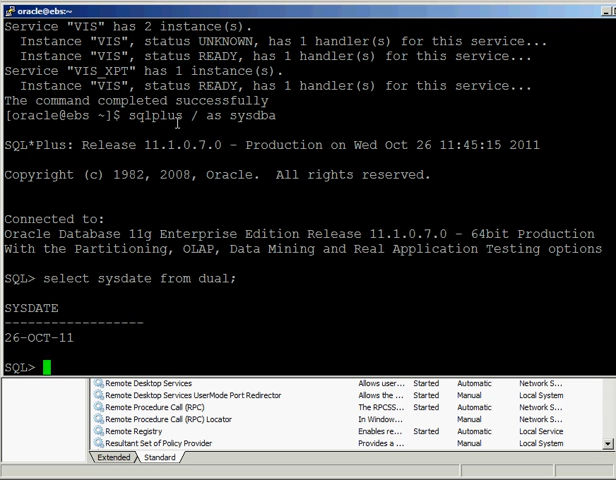 oracle@ebs:~
Service "VIS" has 2 instance(s).
Instance "VIS", status UNKNOWN, has 1 handler(s) for this service...
Instance "VIS", status READY, has 1 handler(s) for this service...
Service "VIS_XPT" has 1 instance(s).
Instance "VIS", status READY, has 1 handler(s) for this service...
The command completed successfully
[oracle@ebs ~]$ sqlplus / as sysdba
SQL*Plus: Release 11.1.0.7.0 - Production on Wed Oct 26 11:45:15 2011
Copyright (c) 1982, 2008, Oracle.  All rights reserved.
Connected to:
Oracle Database 11g Enterprise Edition Release 11.1.0.7.0 - 64bit Production
With the Partitioning, OLAP, Data Mining and Real Application Testing options
SQL> select sysdate from dual;
SYSDATE
------------------
26-OCT-11
SQL>
Remote Desktop Services Allows user... Started Automatic Network S...
Remote Desktop Services UserMode Port Redirector Allows the ... Manual Local System
Remote Procedure Call (RPC) The RPCSS... Started Automatic Network S...
Remote Procedure Call (RPC) Locator In Window... Manual Network S...
Remote Registry Enables re... Started Automatic Local Service
Resultant Set of Policy Provider Provides a ... Manual Local System
Extended Standard